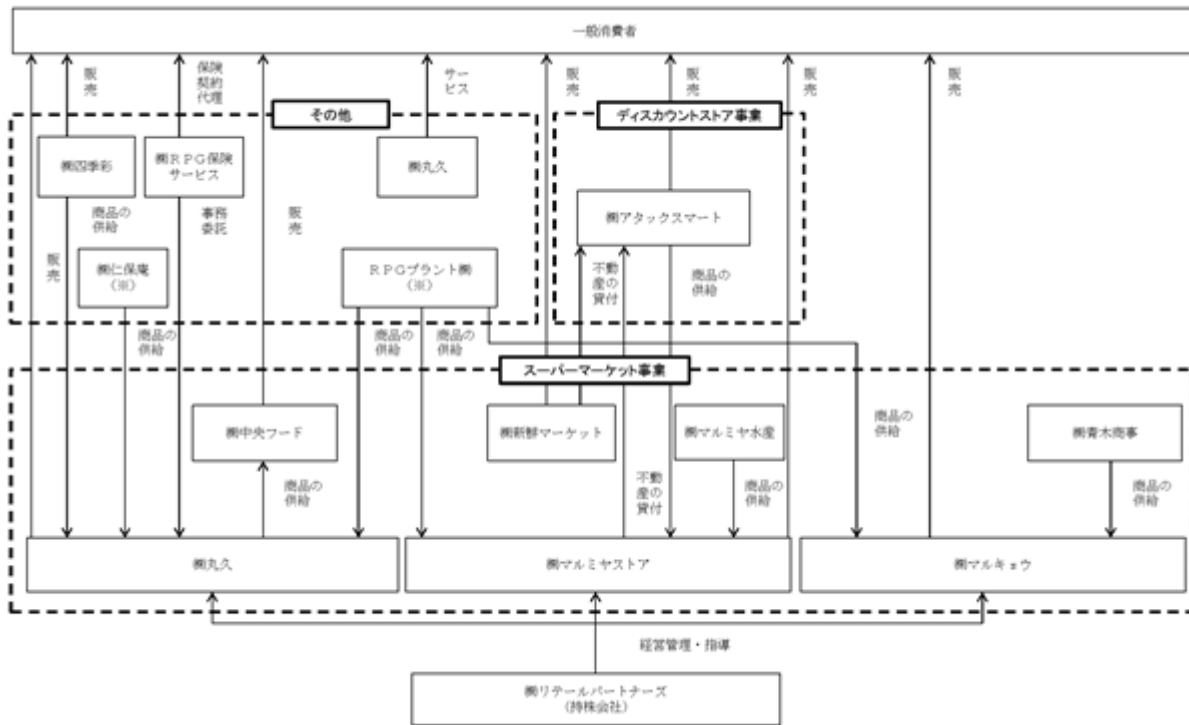 一般消費者
販
売
保険
契約
代理
販
売
サー
ビス
販
売
販
売
販
売
販
売
その他
ディスカウントストア事業
㈱四季彩
㈱RPG保険
サービス
㈱丸久
㈱アタックスマート
商品の
供給
事務
委託
販
売
販
売
㈱仁保庵
(※)
RPGプラント㈱
(※)
不動
産の
貸付
商品の
供給
商品の
供給
商品の
供給
商品の
供給
スーパーマーケット事業
㈱中央フード
㈱新鮮マーケット
㈱マルミヤ水産
商品の
供給
㈱青木商事
商品の
供給
不動
産の
貸付
商品の
供給
商品の
供給
㈱丸久
㈱マルミヤストア
㈱マルキョウ
経営管理・指導
㈱リテールパートナーズ
(持株会社)